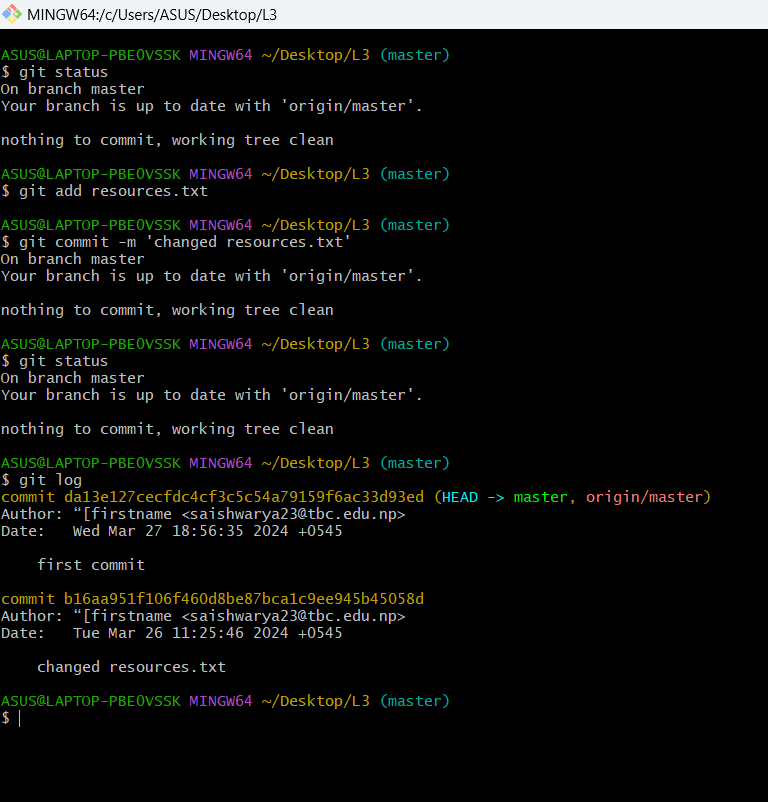 MINGW64:/c/Users/ASUS/Desktop/L3
ASUS@LAPTOP-PBE0VSSK MINGW64 ~/Desktop/L3 (master)
$ git status
On branch master
Your branch is up to date with 'origin/master'.
nothing to commit, working tree clean
ASUS@LAPTOP-PBE0VSSK MINGW64 ~/Desktop/L3 (master)
$ git add resources.txt
ASUS@LAPTOP-PBE0VSSK MINGW64 ~/Desktop/L3 (master)
$ git commit -m 'changed resources.txt'
On branch master
Your branch is up to date with 'origin/master'.
nothing to commit, working tree clean
ASUS@LAPTOP-PBE0VSSK MINGW64 ~/Desktop/L3 (master)
$ git status
On branch master
Your branch is up to date with 'origin/master'.
nothing to commit, working tree clean
ASUS@LAPTOP-PBE0VSSK MINGW64 ~/Desktop/L3 (master)
$ git log
commit da13e127cecfdc4cf3c5c54a79159f6ac33d93ed (HEAD -> master, origin/master)
Author: “[firstname <saishwarya23@tbc.edu.np>
Date:   Wed Mar 27 18:56:35 2024 +0545
first commit
commit b16aa951f106f460d8be87bca1c9ee945b45058d
Author: “[firstname <saishwarya23@tbc.edu.np>
Date:   Tue Mar 26 11:25:46 2024 +0545
changed resources.txt
ASUS@LAPTOP-PBE0VSSK MINGW64 ~/Desktop/L3 (master)
$